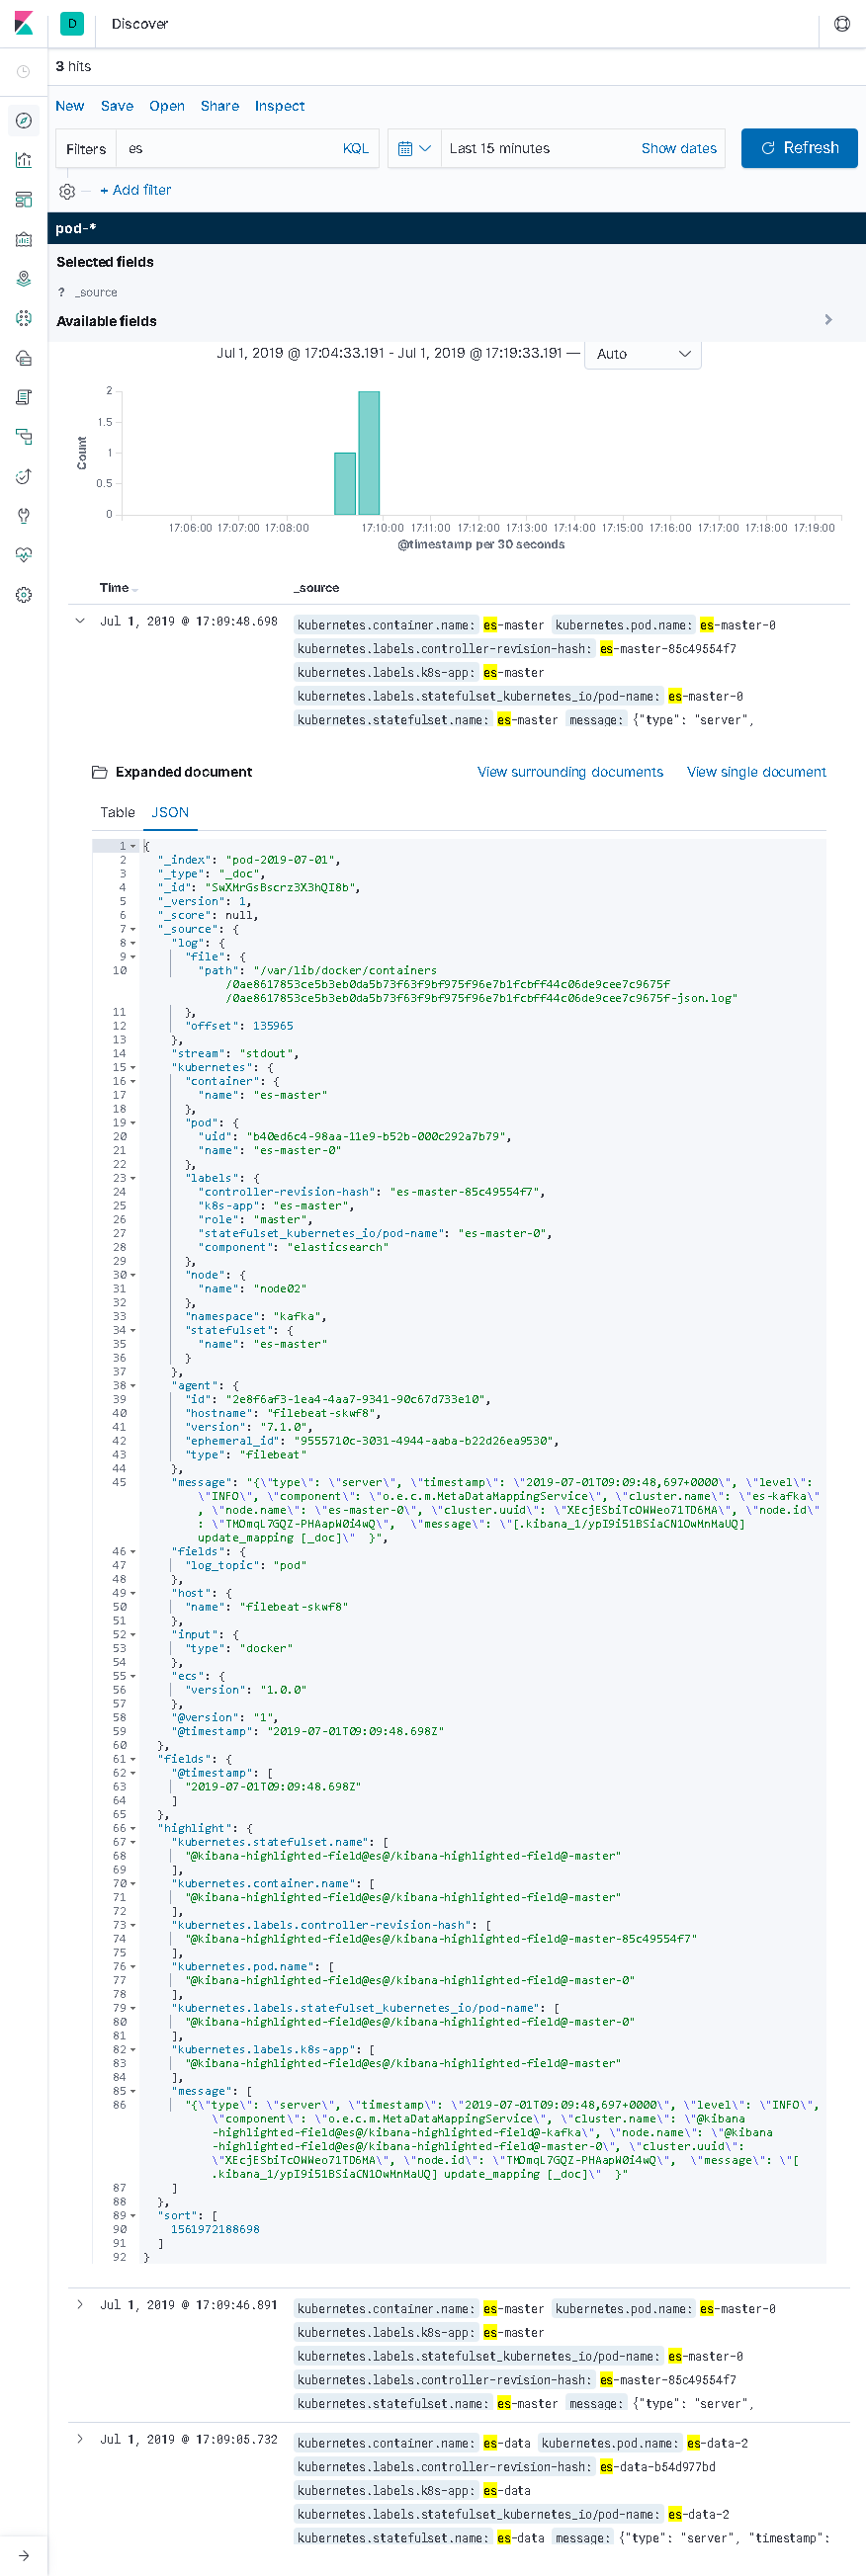 D Discover
3 hits
New Save Open Share Inspect
Filters es KQL Last 15 minutes Show dates Refresh
+ Add filter
pod-*
Selected fields
? _source
Available fields
Jul 1, 2019 @ 17:04:33.191 - Jul 1, 2019 @ 17:19:33.191 — Auto
2
1.5
1
0.5
0
Count
17:06:00 17:07:00 17:08:00 17:10:00 17:11:00 17:12:00 17:13:00 17:14:00 17:15:00 17:16:00 17:17:00 17:18:00 17:19:00
@timestamp per 30 seconds
Time _source
Jul 1, 2019 @ 17:09:48.698 kubernetes.container.name: es-master kubernetes.pod.name: es-master-0
kubernetes.labels.controller-revision-hash: es-master-85c49554f7
kubernetes.labels.k8s-app: es-master
kubernetes.labels.statefulset_kubernetes_io/pod-name: es-master-0
kubernetes.statefulset.name: es-master message: {"type": "server",
Expanded document View surrounding documents View single document
Table JSON
1 {
2 "_index": "pod-2019-07-01",
3 "_type": "_doc",
4 "_id": "SwXMrGsBscrz3X3hQI8b",
5 "_version": 1,
6 "_score": null,
7 "_source": {
8 "log": {
9 "file": {
10 "path": "/var/lib/docker/containers
/0ae8617853ce5b3eb0da5b73f63f9bf975f96e7b1fcbff44c06de9cee7c9675f
/0ae8617853ce5b3eb0da5b73f63f9bf975f96e7b1fcbff44c06de9cee7c9675f-json.log"
11 },
12 "offset": 135965
13 },
14 "stream": "stdout",
15 "kubernetes": {
16 "container": {
17 "name": "es-master"
18 },
19 "pod": {
20 "uid": "b40ed6c4-98aa-11e9-b52b-000c292a7b79",
21 "name": "es-master-0"
22 },
23 "labels": {
24 "controller-revision-hash": "es-master-85c49554f7",
25 "k8s-app": "es-master",
26 "role": "master",
27 "statefulset_kubernetes_io/pod-name": "es-master-0",
28 "component": "elasticsearch"
29 },
30 "node": {
31 "name": "node02"
32 },
33 "namespace": "kafka",
34 "statefulset": {
35 "name": "es-master"
36 }
37 },
38 "agent": {
39 "id": "2e8f6af3-1ea4-4aa7-9341-90c67d733e10",
40 "hostname": "filebeat-skwf8",
41 "version": "7.1.0",
42 "ephemeral_id": "9555710c-3031-4944-aaba-b22d26ea9530",
43 "type": "filebeat"
44 },
45 "message": "{\"type\": \"server\", \"timestamp\": \"2019-07-01T09:09:48,697+0000\", \"level\":
\"INFO\", \"component\": \"o.e.c.m.MetaDataMappingService\", \"cluster.name\": \"es-kafka\"
, \"node.name\": \"es-master-0\", \"cluster.uuid\": \"XEcjESbiTcOWWeo71TD6MA\", \"node.id\"
: \"TMOmqL7GQZ-PHAapW0i4wQ\", \"message\": \"[.kibana_1/ypI9i51BSiaCN1OwMnMaUQ]
update_mapping [_doc]\" }",
46 "fields": {
47 "log_topic": "pod"
48 },
49 "host": {
50 "name": "filebeat-skwf8"
51 },
52 "input": {
53 "type": "docker"
54 },
55 "ecs": {
56 "version": "1.0.0"
57 },
58 "@version": "1",
59 "@timestamp": "2019-07-01T09:09:48.698Z"
60 },
61 "fields": {
62 "@timestamp": [
63 "2019-07-01T09:09:48.698Z"
64 ]
65 },
66 "highlight": {
67 "kubernetes.statefulset.name": [
68 "@kibana-highlighted-field@es@/kibana-highlighted-field@-master"
69 ],
70 "kubernetes.container.name": [
71 "@kibana-highlighted-field@es@/kibana-highlighted-field@-master"
72 ],
73 "kubernetes.labels.controller-revision-hash": [
74 "@kibana-highlighted-field@es@/kibana-highlighted-field@-master-85c49554f7"
75 ],
76 "kubernetes.pod.name": [
77 "@kibana-highlighted-field@es@/kibana-highlighted-field@-master-0"
78 ],
79 "kubernetes.labels.statefulset_kubernetes_io/pod-name": [
80 "@kibana-highlighted-field@es@/kibana-highlighted-field@-master-0"
81 ],
82 "kubernetes.labels.k8s-app": [
83 "@kibana-highlighted-field@es@/kibana-highlighted-field@-master"
84 ],
85 "message": [
86 "{\"type\": \"server\", \"timestamp\": \"2019-07-01T09:09:48,697+0000\", \"level\": \"INFO\",
\"component\": \"o.e.c.m.MetaDataMappingService\", \"cluster.name\": \"@kibana
-highlighted-field@es@/kibana-highlighted-field@-kafka\", \"node.name\": \"@kibana
-highlighted-field@es@/kibana-highlighted-field@-master-0\", \"cluster.uuid\":
\"XEcjESbiTcOWWeo71TD6MA\", \"node.id\": \"TMOmqL7GQZ-PHAapW0i4wQ\", \"message\": \"[
.kibana_1/ypI9i51BSiaCN1OwMnMaUQ] update_mapping [_doc]\" }"
87 ]
88 },
89 "sort": [
90 1561972188698
91 ]
92 }
Jul 1, 2019 @ 17:09:46.891 kubernetes.container.name: es-master kubernetes.pod.name: es-master-0
kubernetes.labels.k8s-app: es-master
kubernetes.labels.statefulset_kubernetes_io/pod-name: es-master-0
kubernetes.labels.controller-revision-hash: es-master-85c49554f7
kubernetes.statefulset.name: es-master message: {"type": "server",
Jul 1, 2019 @ 17:09:05.732 kubernetes.container.name: es-data kubernetes.pod.name: es-data-2
kubernetes.labels.controller-revision-hash: es-data-b54d977bd
kubernetes.labels.k8s-app: es-data
kubernetes.labels.statefulset_kubernetes_io/pod-name: es-data-2
kubernetes.statefulset.name: es-data message: {"type": "server", "timestamp":